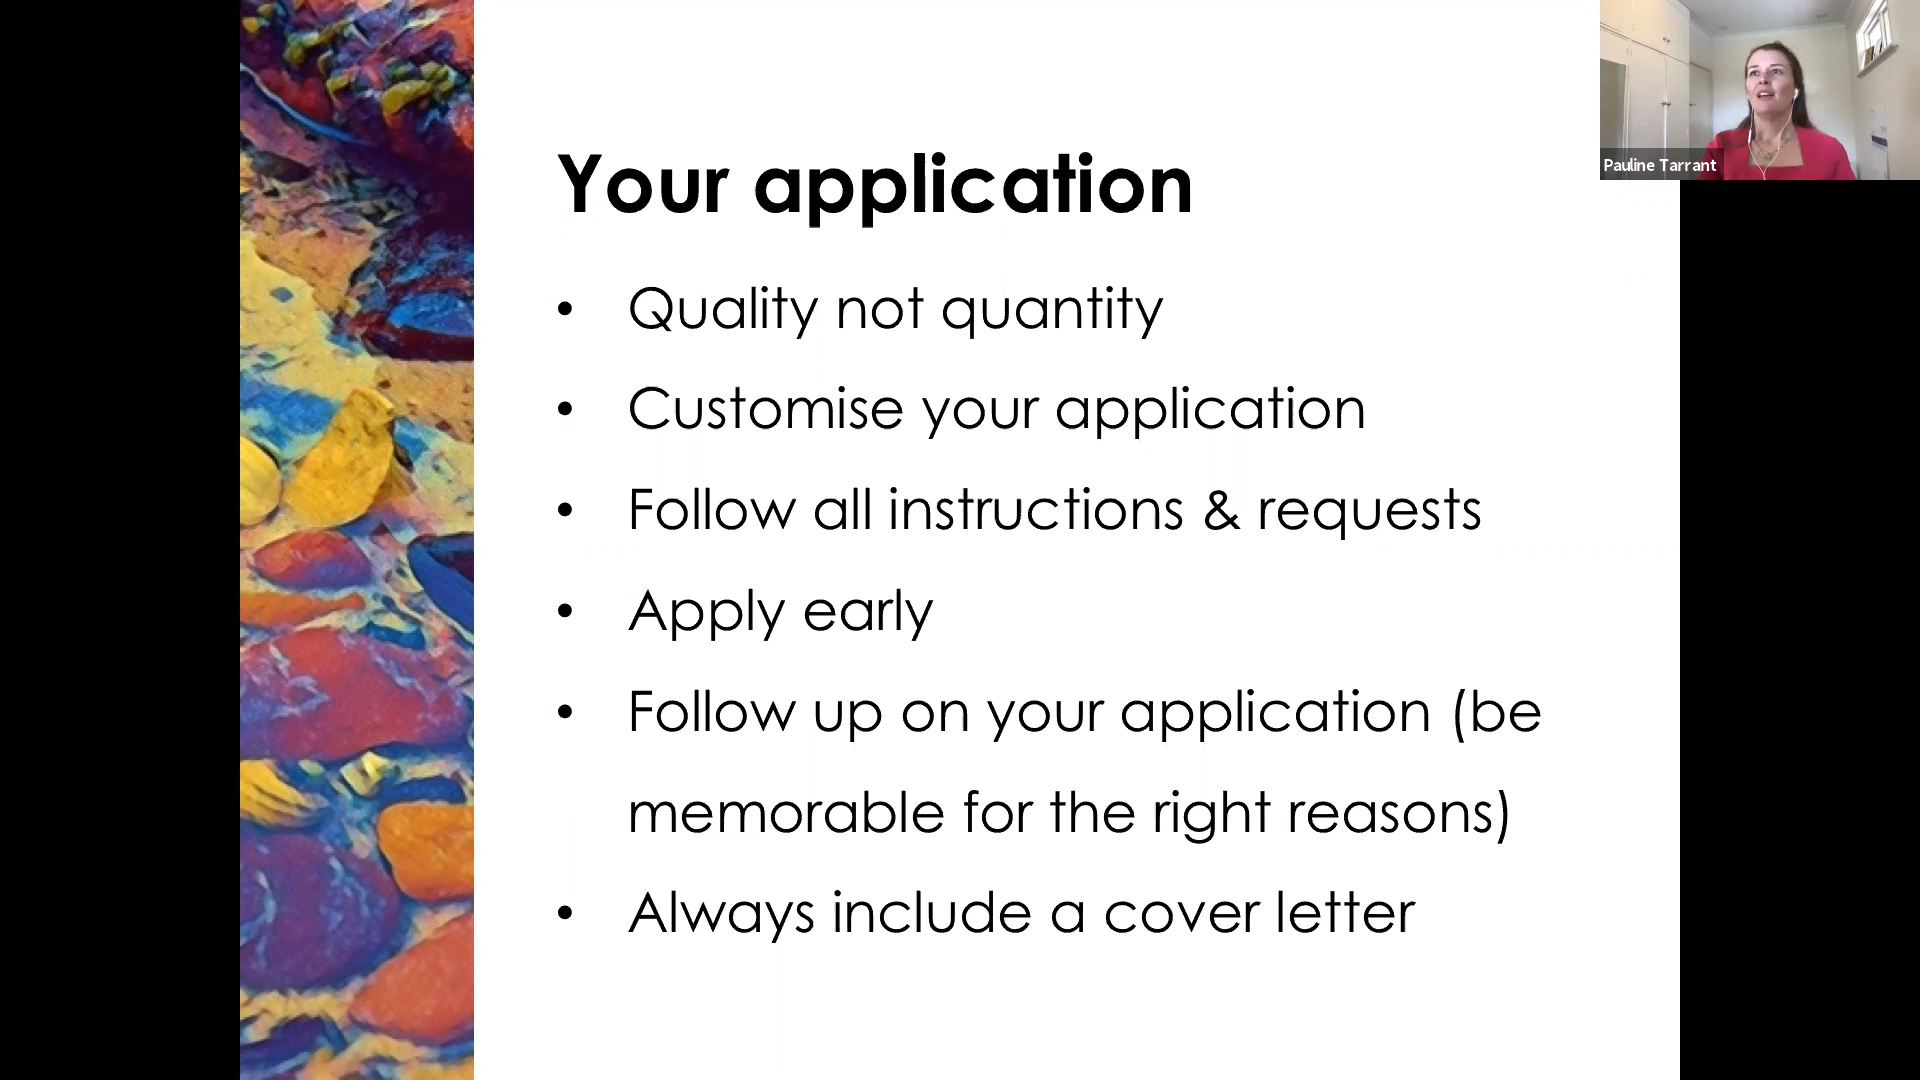 Your application
• Quality not quantity
• Customise your application
• Follow all instructions & requests
• Apply early
• Follow up on your application (be
memorable for the right reasons)
• Always include a cover letter
Pauline Tarrant